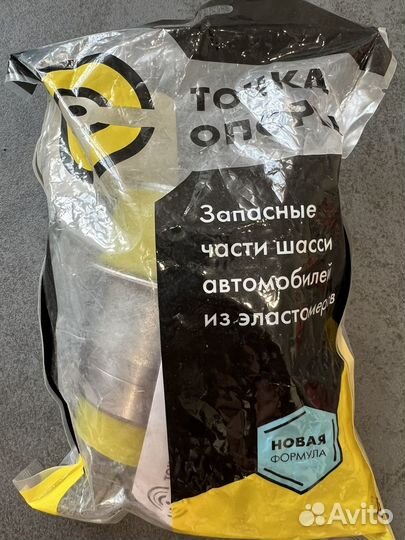 ТОЧКА
ОПОРЫ
Запасные
части шасси
автомобилей
из эластомеров
НОВАЯ
ФОРМУЛА
Avito